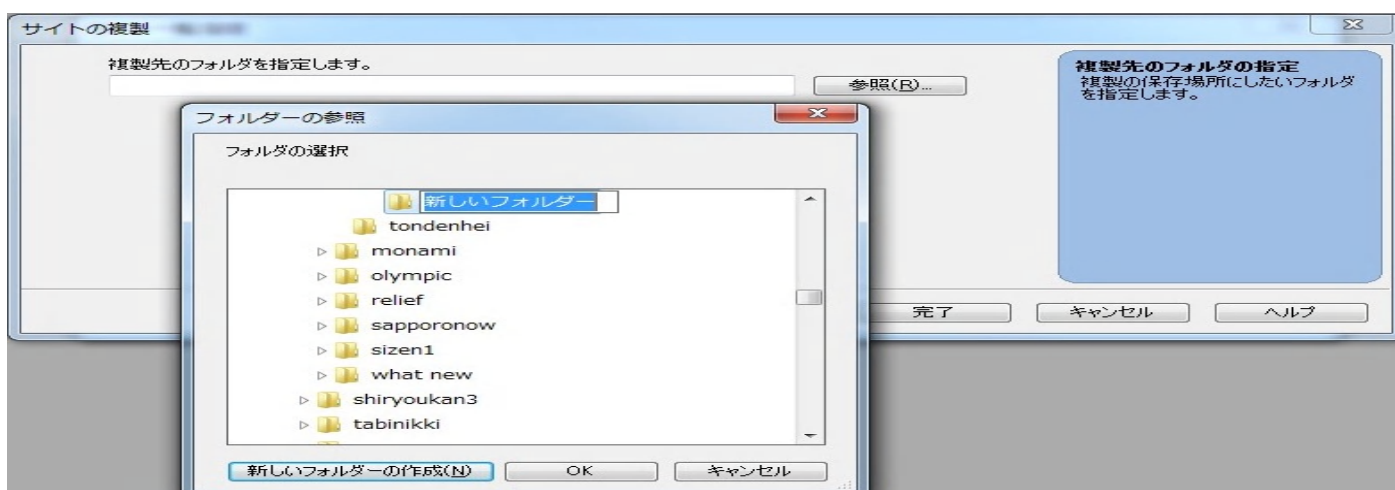 サイトの複製
複製先のフォルダを指定します。
参照(R)...
複製先のフォルダの指定
複製の保存場所にしたいフォルダ
を指定します。
フォルダーの参照
フォルダの選択
新しいフォルダー
tondenhei
monami
olympic
relief
sapporonow
sizen1
what new
shiryoukan3
tabinikki
新しいフォルダーの作成(N)
OK
キャンセル
完了
キャンセル
ヘルプ